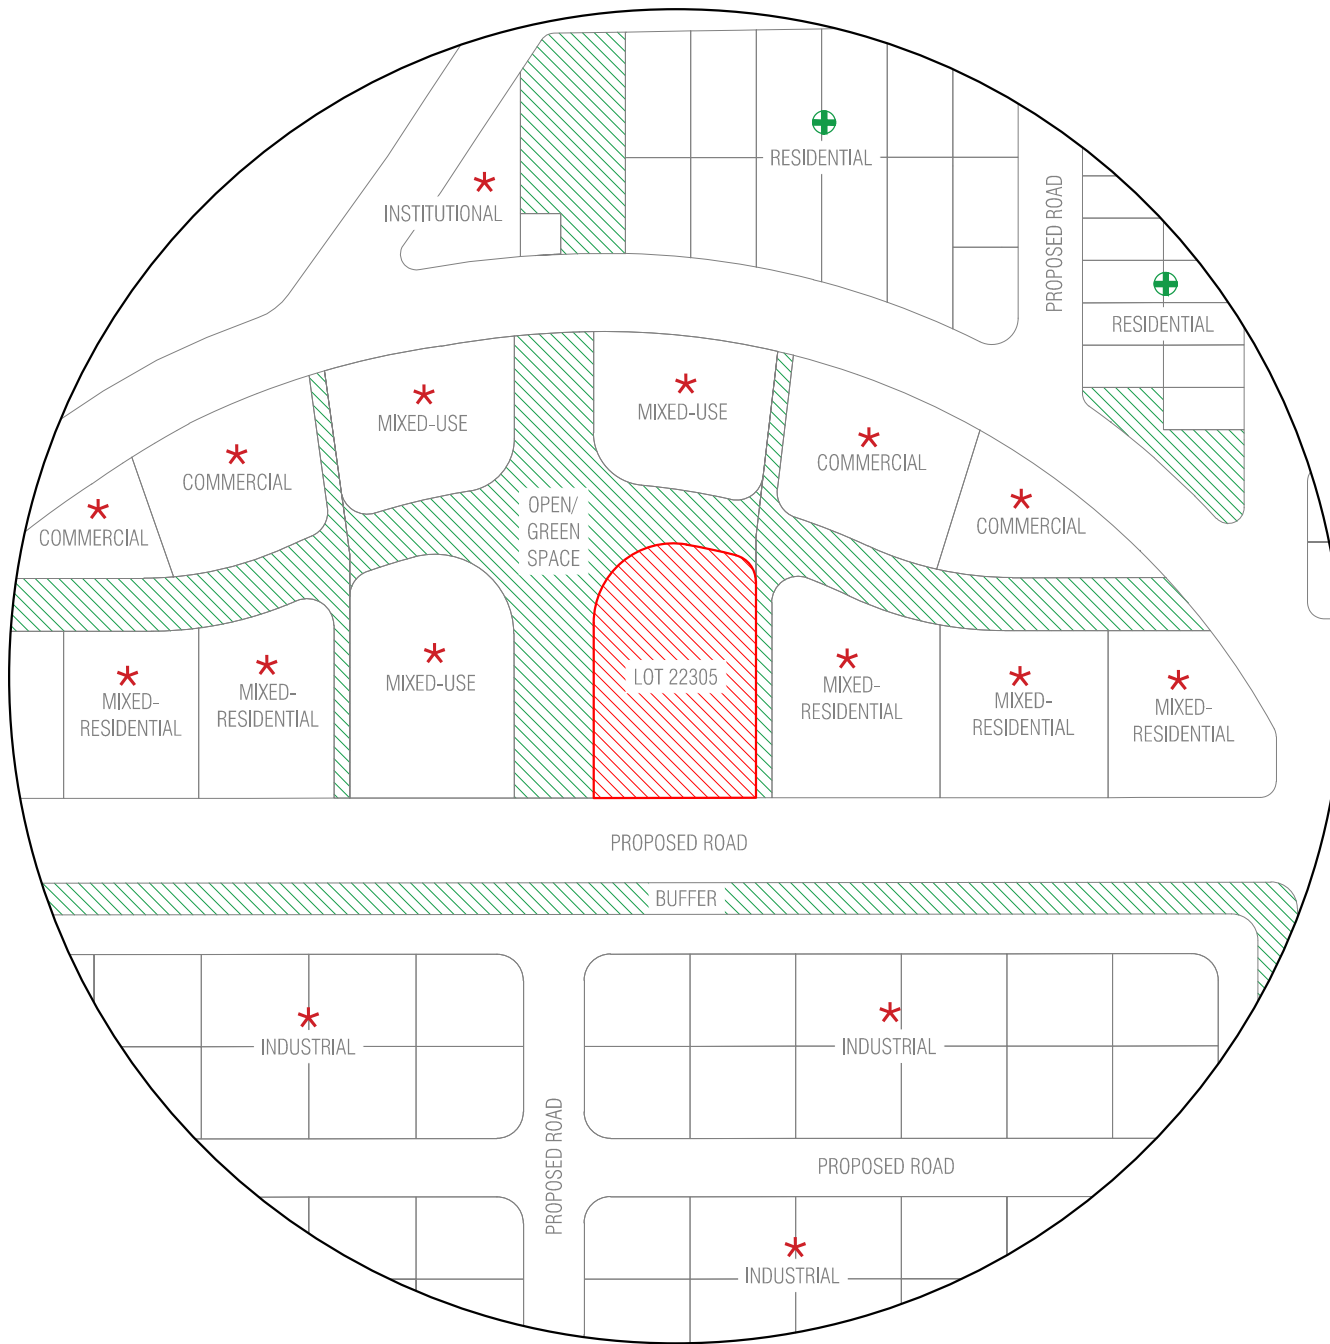 RESIDENTIAL
INSTITUTIONAL
PROPOSED ROAD
RESIDENTIAL
MIXED-USE
MIXED-USE
COMMERCIAL
COMMERCIAL
COMMERCIAL
COMMERCIAL
OPEN/
GREEN
SPACE
MIXED-
RESIDENTIAL
MIXED-
RESIDENTIAL
MIXED-USE
LOT 22305
MIXED-
RESIDENTIAL
MIXED-
RESIDENTIAL
MIXED-
RESIDENTIAL
PROPOSED ROAD
BUFFER
INDUSTRIAL
INDUSTRIAL
PROPOSED ROAD
PROPOSED ROAD
INDUSTRIAL